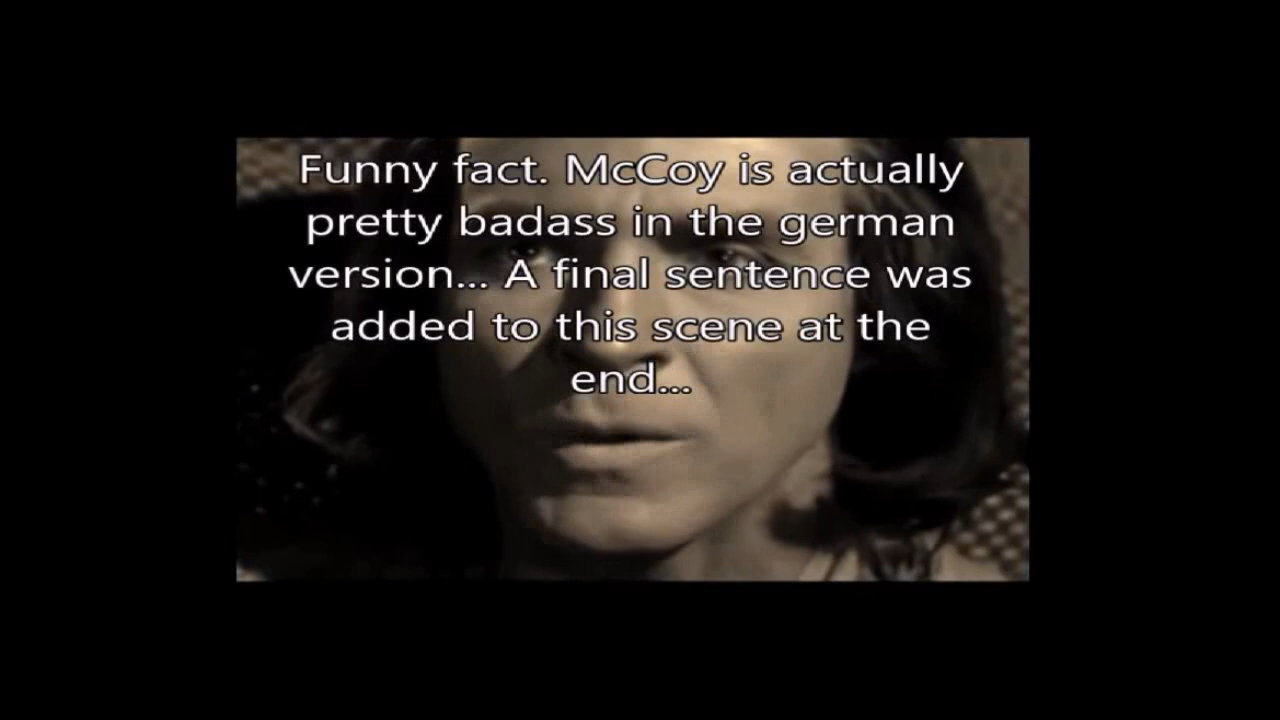 Funny fact. McCoy is actually
pretty badass in the german
version... A final sentence was
added to this scene at the
end...